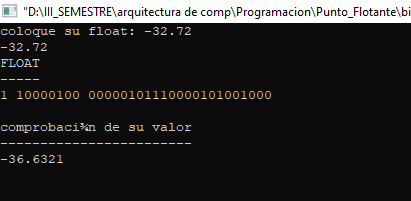 "D:\III_SEMESTRE\arquitectura de comp\Programacion\Punto_Flotante\bi
coloque su float: -32.72
-32.72
FLOAT
-----
1 10000100 00000101110000101001000

comprobaci¾n de su valor
------------------------
-36.6321